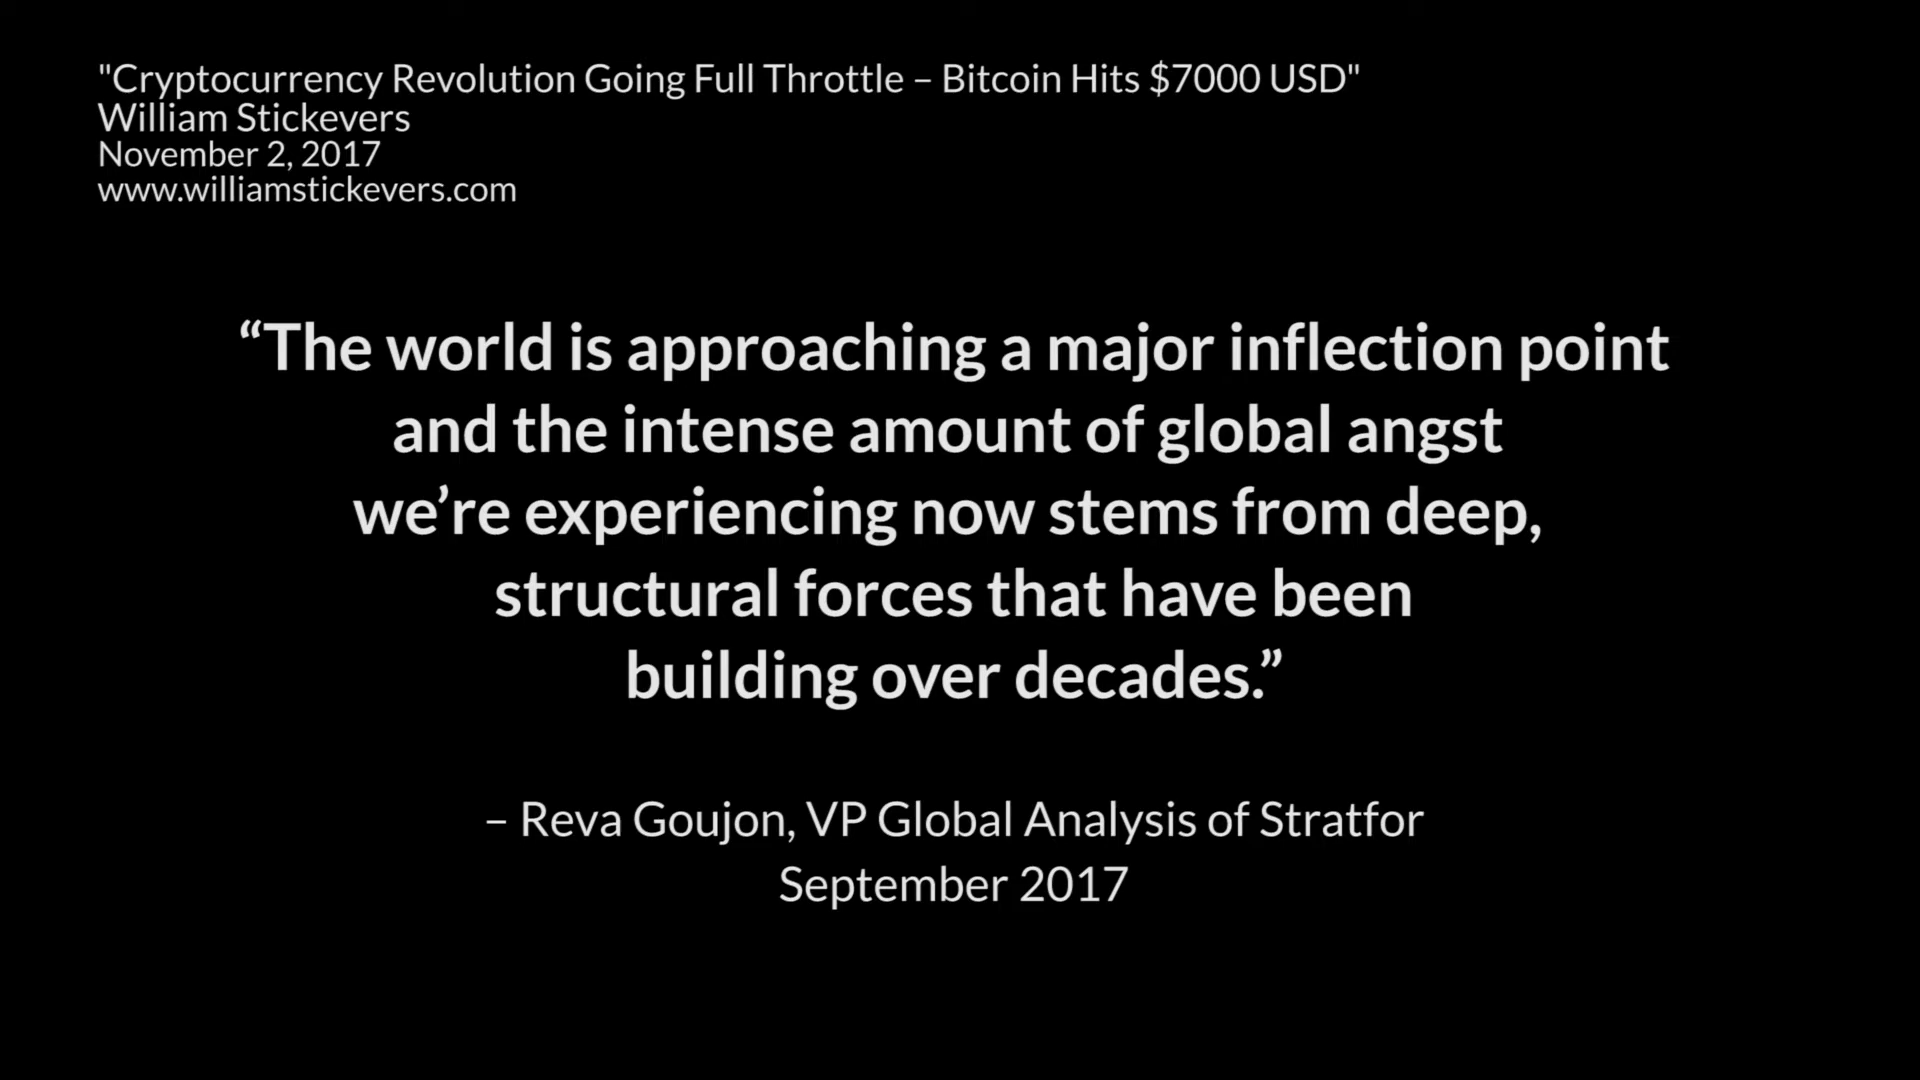 "Cryptocurrency Revolution Going Full Throttle – Bitcoin Hits $7000 USD"
William Stickevers
November 2, 2017
www.williamstickevers.com
“The world is approaching a major inflection point
and the intense amount of global angst
we’re experiencing now stems from deep,
structural forces that have been
building over decades.”
– Reva Goujon, VP Global Analysis of Stratfor
September 2017